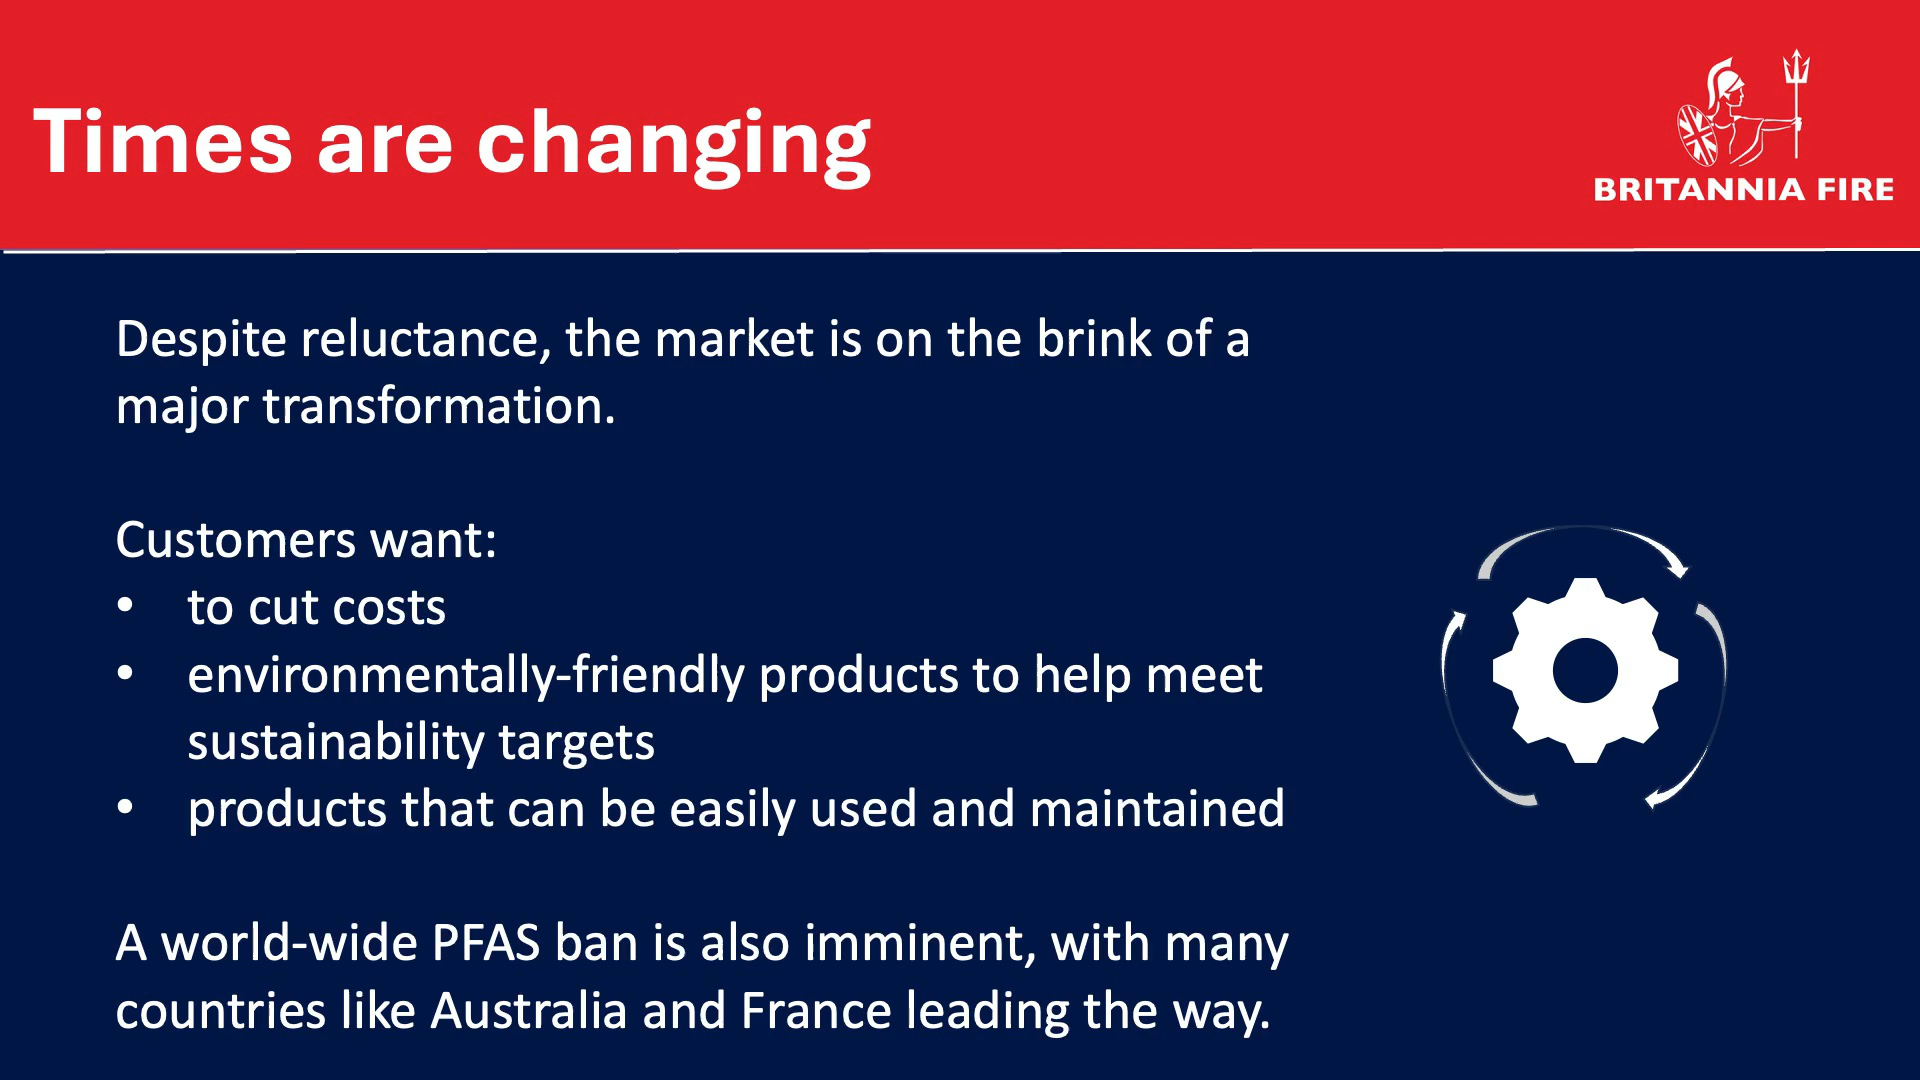 Times are changing
BRITANNIA FIRE
Despite reluctance, the market is on the brink of a
major transformation.
Customers want:
• to cut costs
• environmentally-friendly products to help meet
sustainability targets
• products that can be easily used and maintained
A world-wide PFAS ban is also imminent, with many
countries like Australia and France leading the way.